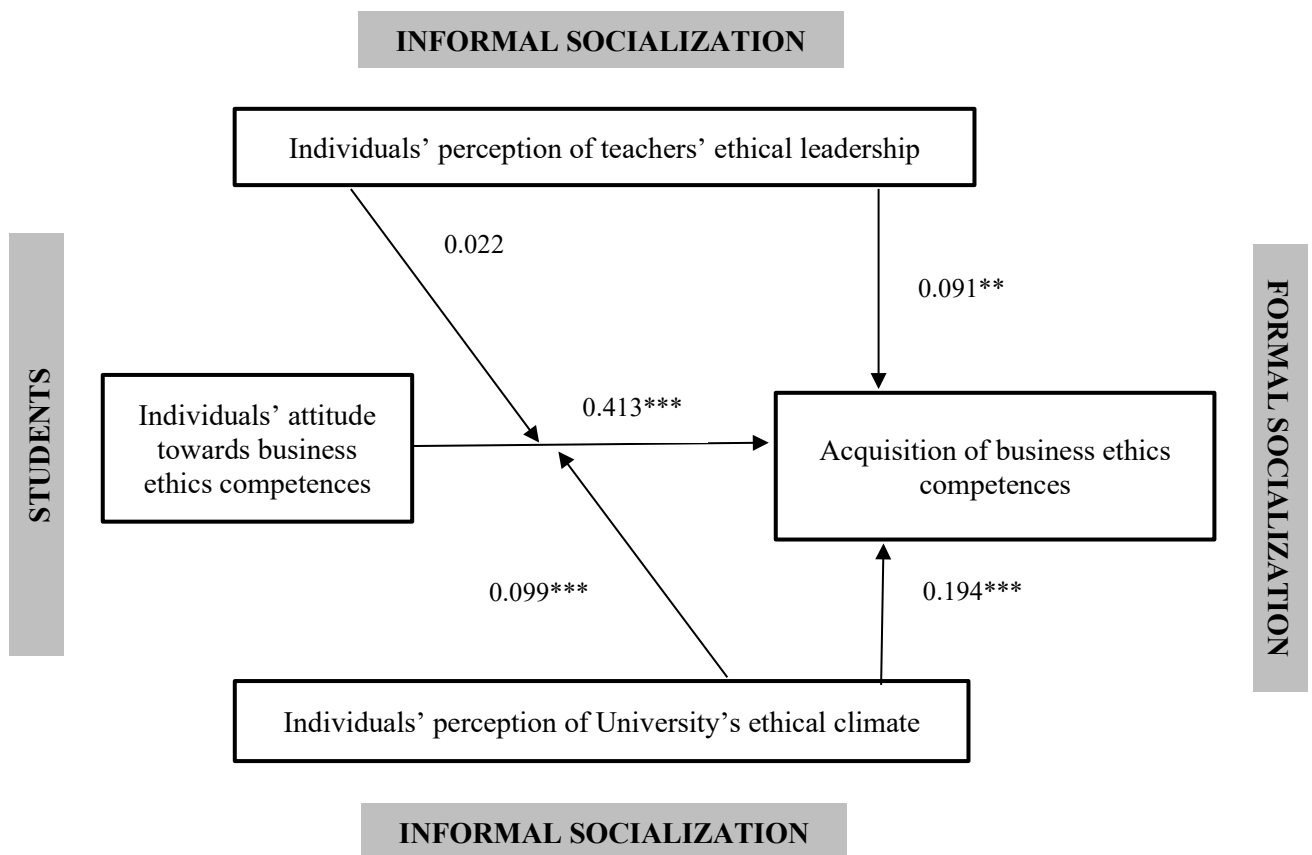 INFORMAL SOCIALIZATION
Individuals’ perception of teachers’ ethical leadership
0.022
0.091**
STUDENTS
Individuals’ attitude
towards business
ethics competences
0.413***
Acquisition of business ethics
competences
FORMAL SOCIALIZATION
0.099***
0.194***
Individuals’ perception of University’s ethical climate
INFORMAL SOCIALIZATION